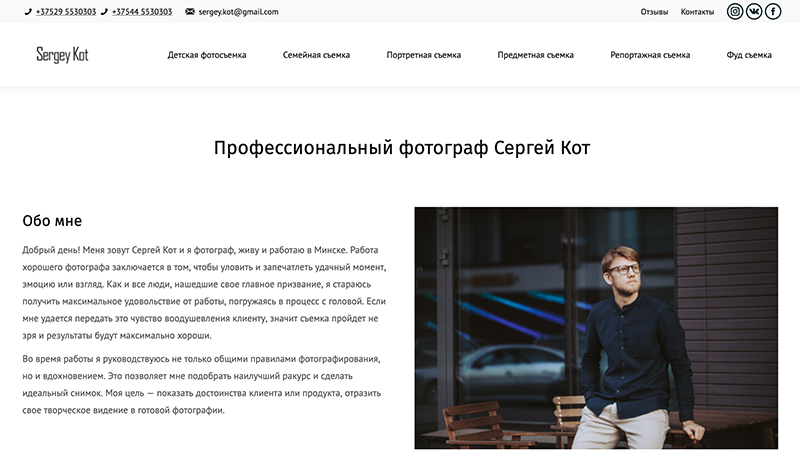 +37529 5530303 +37544 5530303 sergey.kot@gmail.com Отзывы Контакты
Sergey Kot Детская фотосъемка Семейная съемка Портретная съемка Предметная съемка Репортажная съемка Фуд съемка
Профессиональный фотограф Сергей Кот
Обо мне
Добрый день! Меня зовут Сергей Кот и я фотограф, живу и работаю в Минске. Работа
хорошего фотографа заключается в том, чтобы уловить и запечатлеть удачный момент,
эмоцию или взгляд. Как и все люди, нашедшие свое главное призвание, я стараюсь
получить максимальное удовольствие от работы, погружаясь в процесс с головой. Если
мне удается передать это чувство воодушевления клиенту, значит съемка пройдет не
зря и результаты будут максимально хороши.
Во время работы я руководствуюсь не только общими правилами фотографирования,
но и вдохновением. Это позволяет мне подобрать наилучший ракурс и сделать
идеальный снимок. Моя цель — показать достоинства клиента или продукта, отразить
свое творческое видение в готовой фотографии.